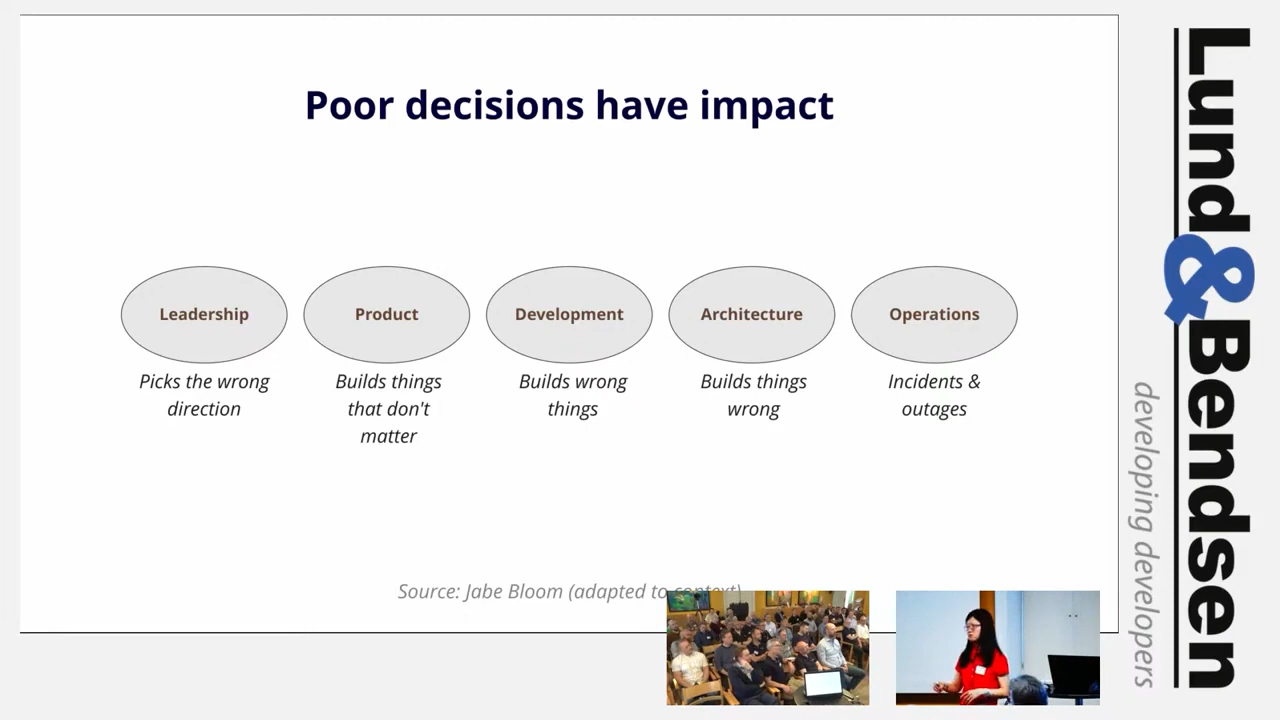 Poor decisions have impact
Leadership
Picks the wrong
direction
Product
Builds things
that don't
matter
Development
Builds wrong
things
Architecture
Builds things
wrong
Operations
Incidents &
outages
Source: Jabe Bloom (adapted to context)
Lund&Bendsen
developing developers